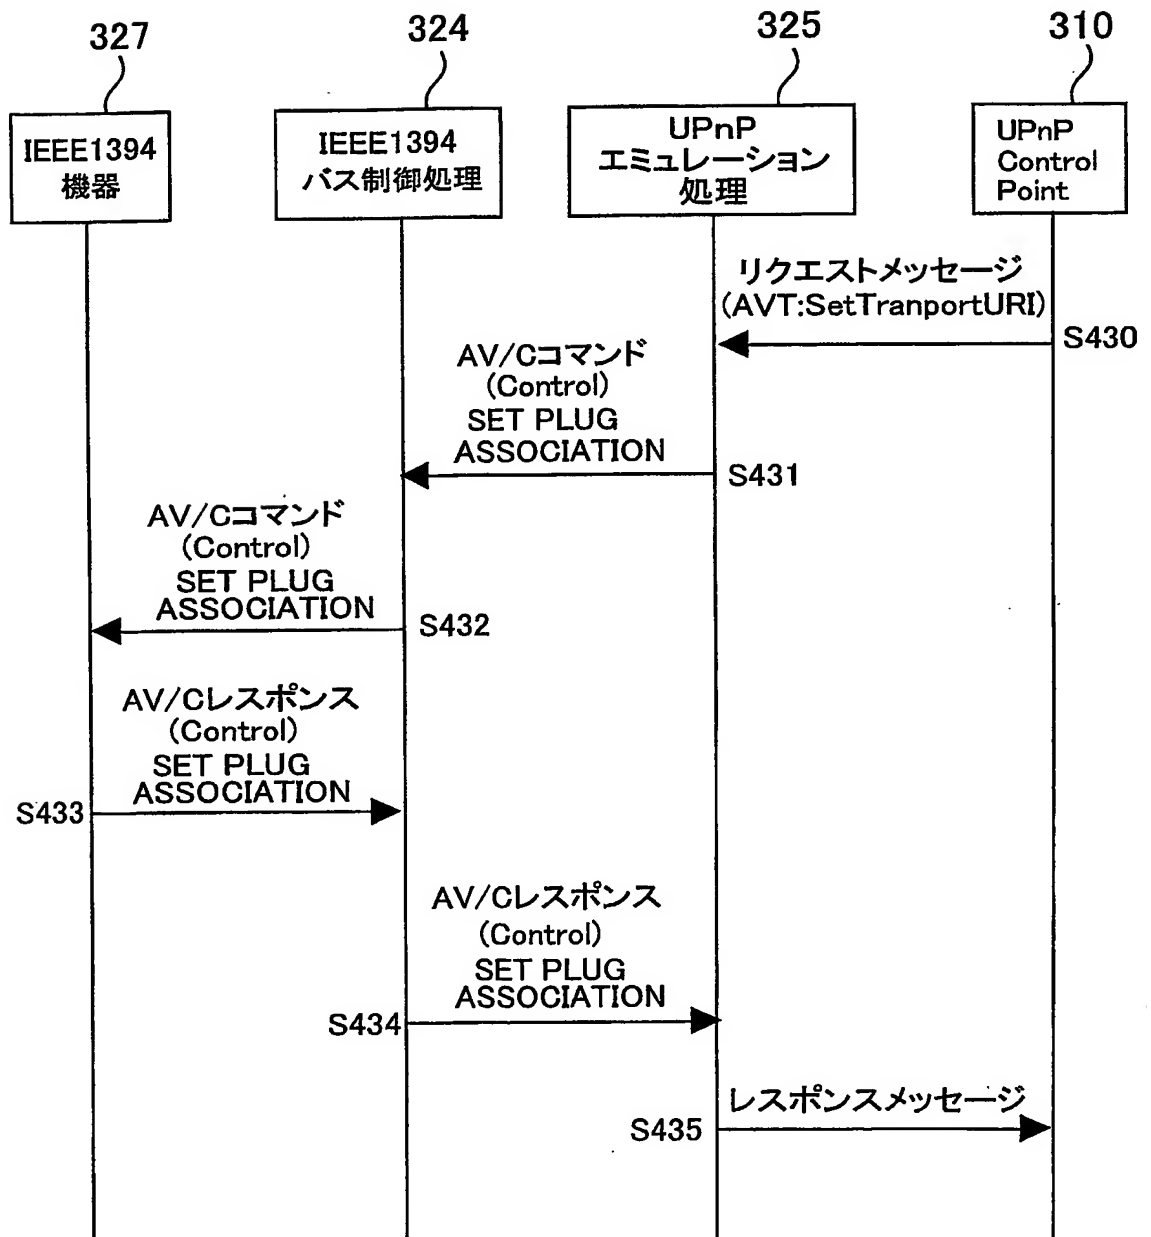 327
324
325
310
IEEE1394
機器
IEEE1394
バス制御処理
UPnP
エミュレーション
処理
UPnP
Control
Point
リクエストメッセージ
(AVT:SetTranportURI)
S430
AV/Cコマンド
(Control)
SET PLUG
ASSOCIATION
S431
AV/Cコマンド
(Control)
SET PLUG
ASSOCIATION
S432
AV/Cレスポンス
(Control)
SET PLUG
ASSOCIATION
S433
AV/Cレスポンス
(Control)
SET PLUG
ASSOCIATION
S434
レスポンスメッセージ
S435